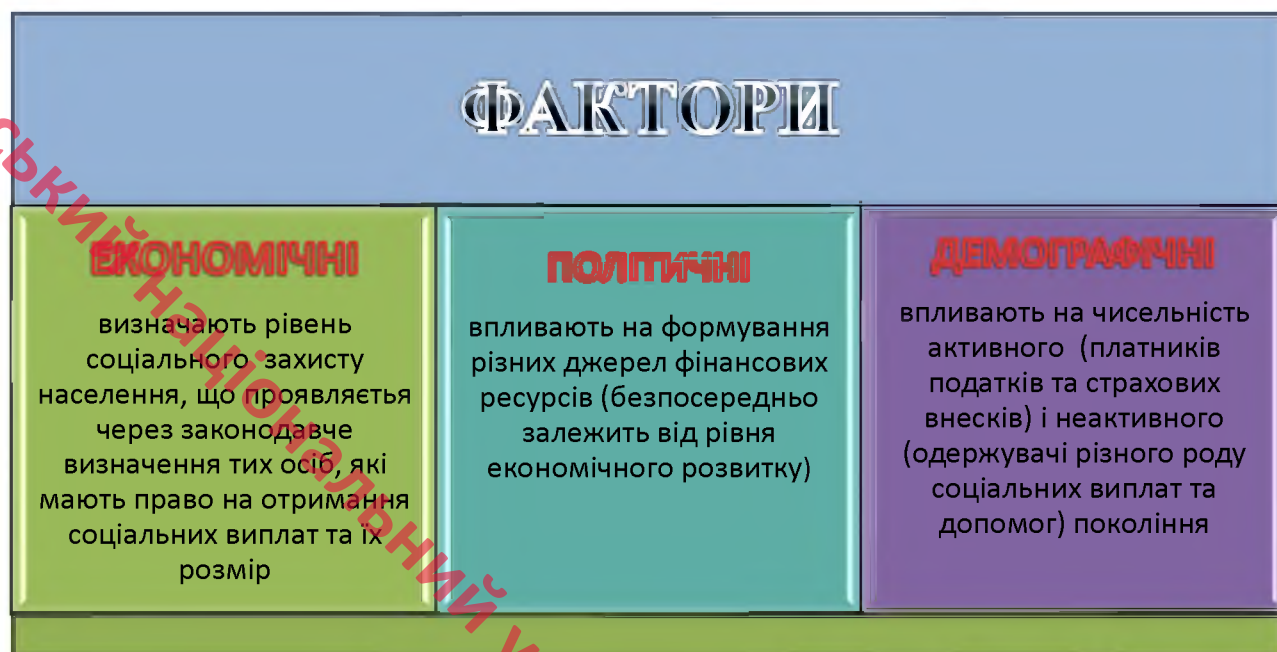 ФАКТОРИ
ЕКОНОМІЧНІ
визначають рівень
соціального захисту
населення, що проявляєтья
через законодавче
визначення тих осіб, які
мають право на отримання
соціальних виплат та їх
розмір
ПОЛІТИЧНІ
впливають на формування
різних джерел фінансових
ресурсів (безпосередньо
залежить від рівня
економічного розвитку)
ДЕМОГРАФІЧНІ
впливають на чисельність
активного (платників
податків та страхових
внесків) і неактивного
(одержувачі різного роду
соціальних виплат та
допомог) покоління
національний